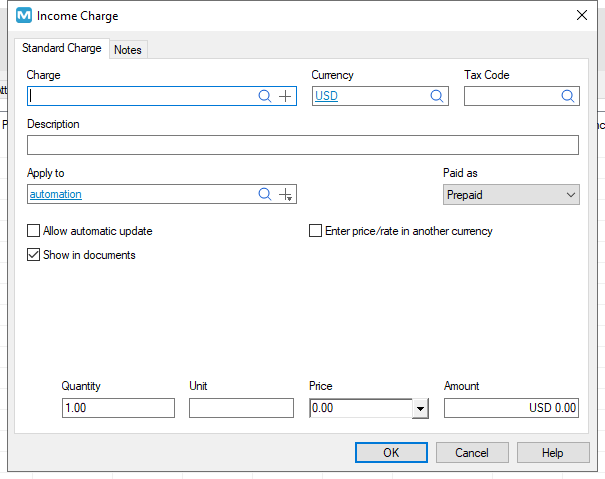 Income Charge
Standard Charge Notes
Charge Currency Tax Code
USD
Description
Apply to Paid as
automation Prepaid
Allow automatic update Enter price/rate in another currency
Show in documents
Quantity Unit Price Amount
1.00 0.00 USD 0.00
OK Cancel Help